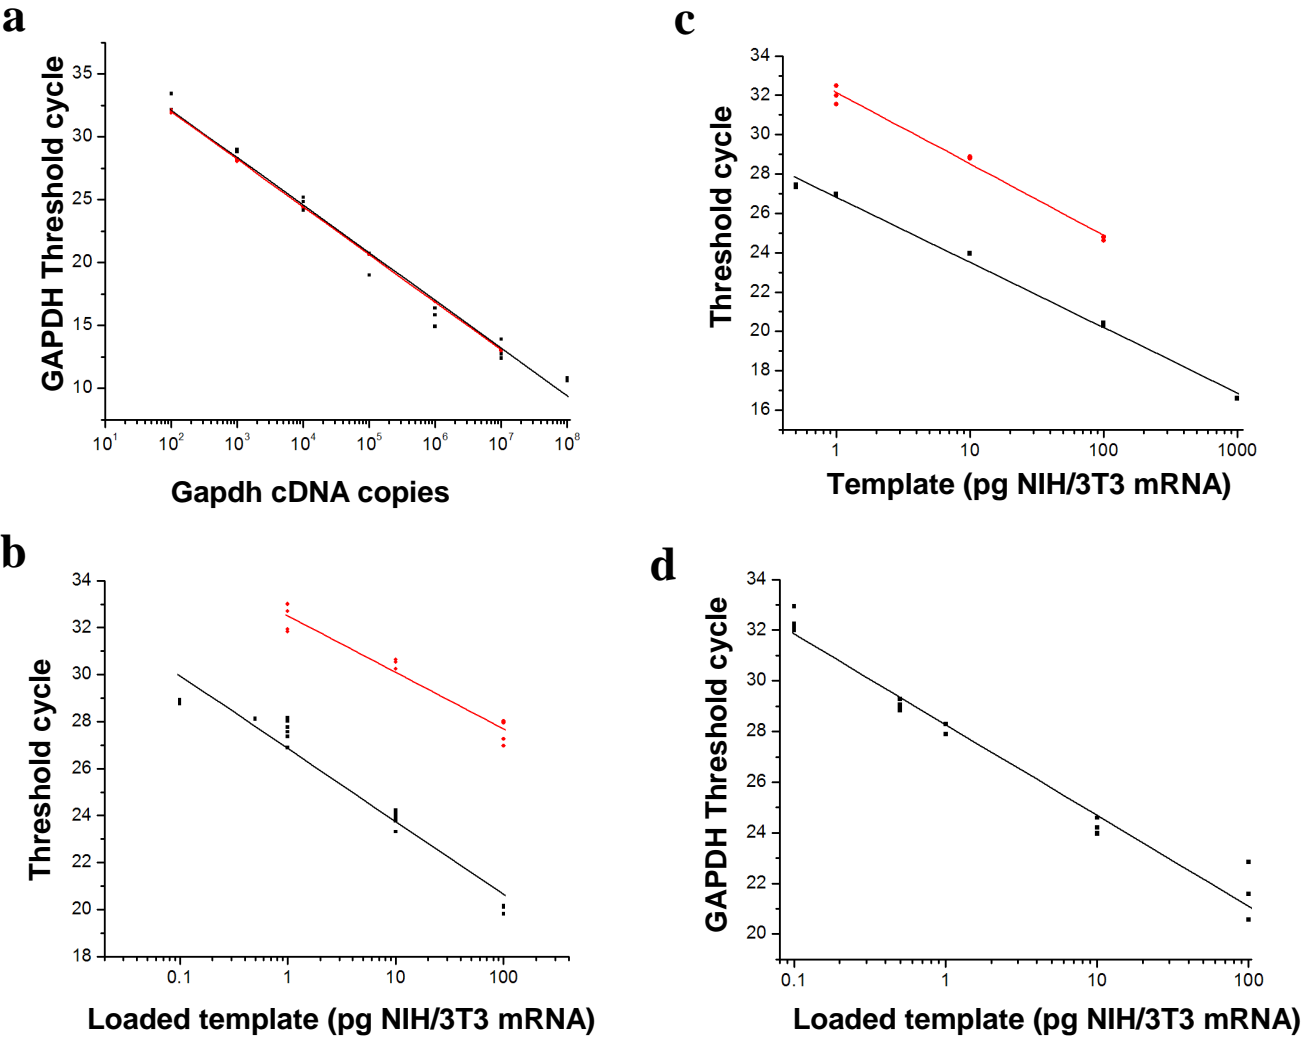 a
GAPDH Threshold cycle
35
30
25
20
15
10
10¹ 10² 10³ 10⁴ 10⁵ 10⁶ 10⁷ 10⁸
Gapdh cDNA copies
c
Threshold cycle
34
32
30
28
26
24
22
20
18
16
1 10 100 1000
Template (pg NIH/3T3 mRNA)
b
Threshold cycle
34
32
30
28
26
24
22
20
18
0.1 1 10 100
Loaded template (pg NIH/3T3 mRNA)
d
GAPDH Threshold cycle
34
32
30
28
26
24
22
20
0.1 1 10 100
Loaded template (pg NIH/3T3 mRNA)